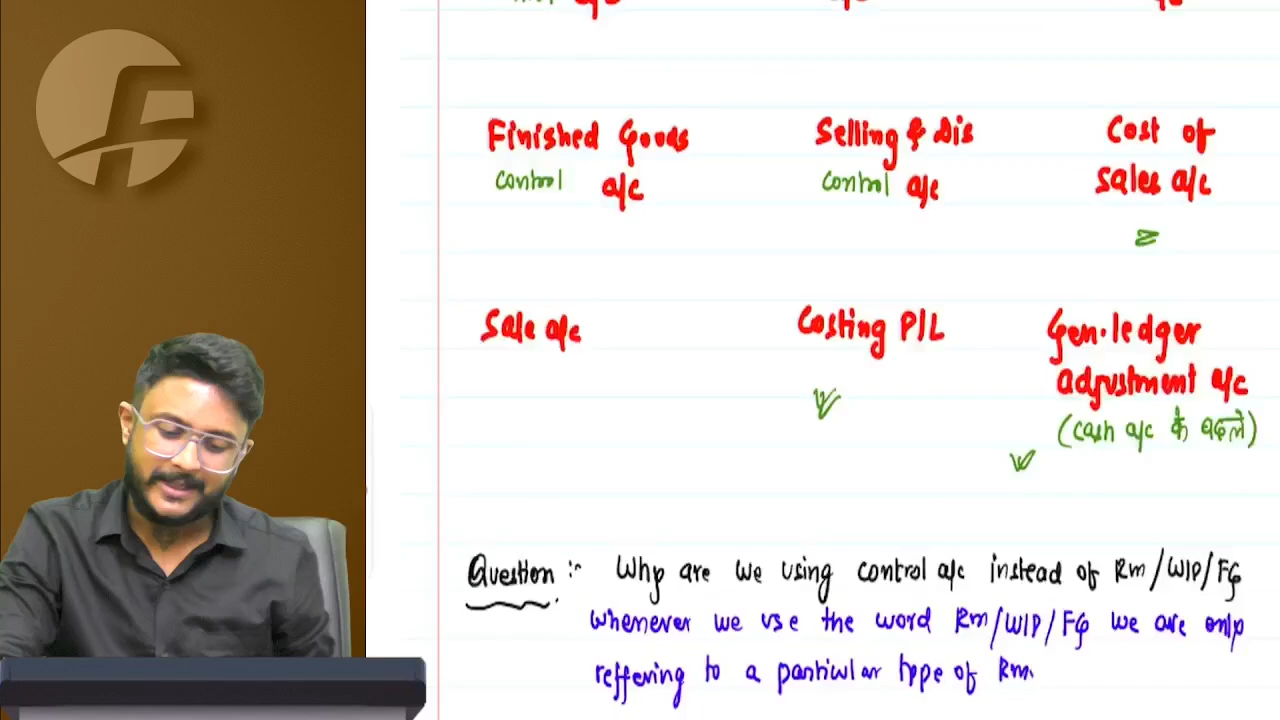 a/c a/c a/c
Finished Goods Selling & Dis Cost of
control a/c control a/c sales a/c
Sale a/c Costing P/L Gen. ledger
adjustment a/c
(cash a/c के बदले)
Question :- Why are we using control a/c instead of Rm/WIP/FG
Whenever we use the word Rm/WIP/FG we are only
reffering to a particular type of Rm.